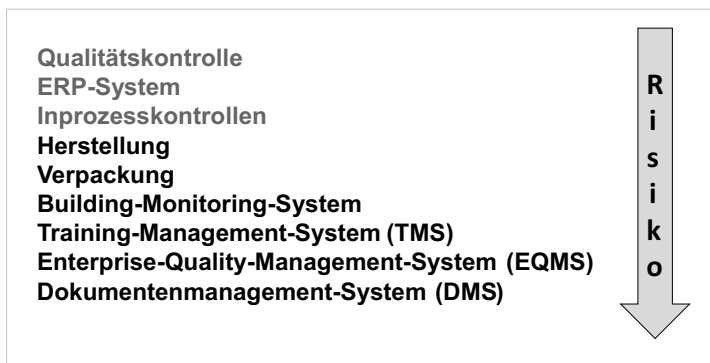 Qualitätskontrolle
ERP-System
Inprozesskontrollen
Herstellung
Verpackung
Building-Monitoring-System
Training-Management-System (TMS)
Enterprise-Quality-Management-System (EQMS)
Dokumentenmanagement-System (DMS)
Risiko